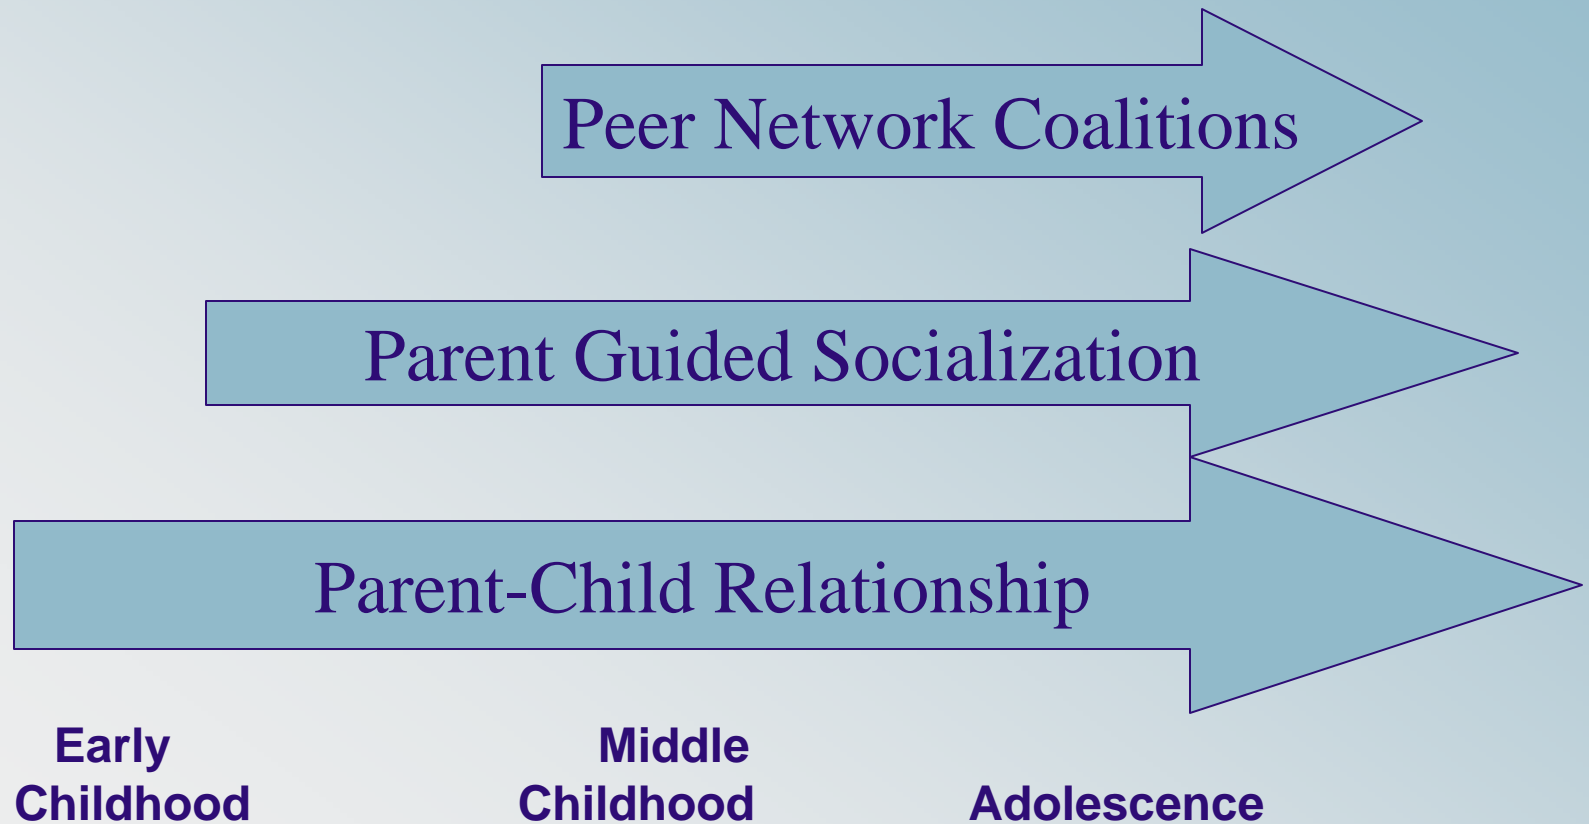 Peer Network Coalitions
Parent Guided Socialization
Parent-Child Relationship
Early
Childhood
Middle
Childhood
Adolescence